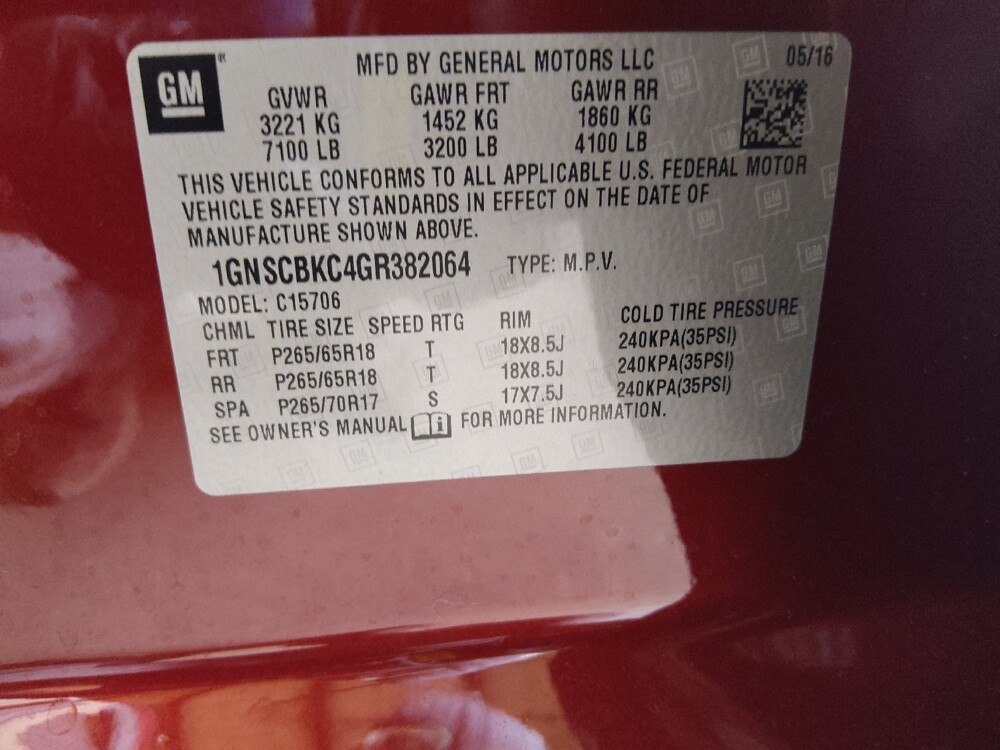 GM
MFD BY GENERAL MOTORS LLC 05/16
GVWR GAWR FRT GAWR RR
3221 KG 1452 KG 1860 KG
7100 LB 3200 LB 4100 LB
THIS VEHICLE CONFORMS TO ALL APPLICABLE U.S. FEDERAL MOTOR
VEHICLE SAFETY STANDARDS IN EFFECT ON THE DATE OF
MANUFACTURE SHOWN ABOVE.
1GNSCBKC4GR382064 TYPE: M.P.V.
MODEL: C15706
CHML TIRE SIZE SPEED RTG RIM COLD TIRE PRESSURE
FRT P265/65R18 T 18X8.5J 240KPA(35PSI)
RR P265/65R18 T 18X8.5J 240KPA(35PSI)
SPA P265/70R17 S 17X7.5J 240KPA(35PSI)
SEE OWNER'S MANUAL FOR MORE INFORMATION.